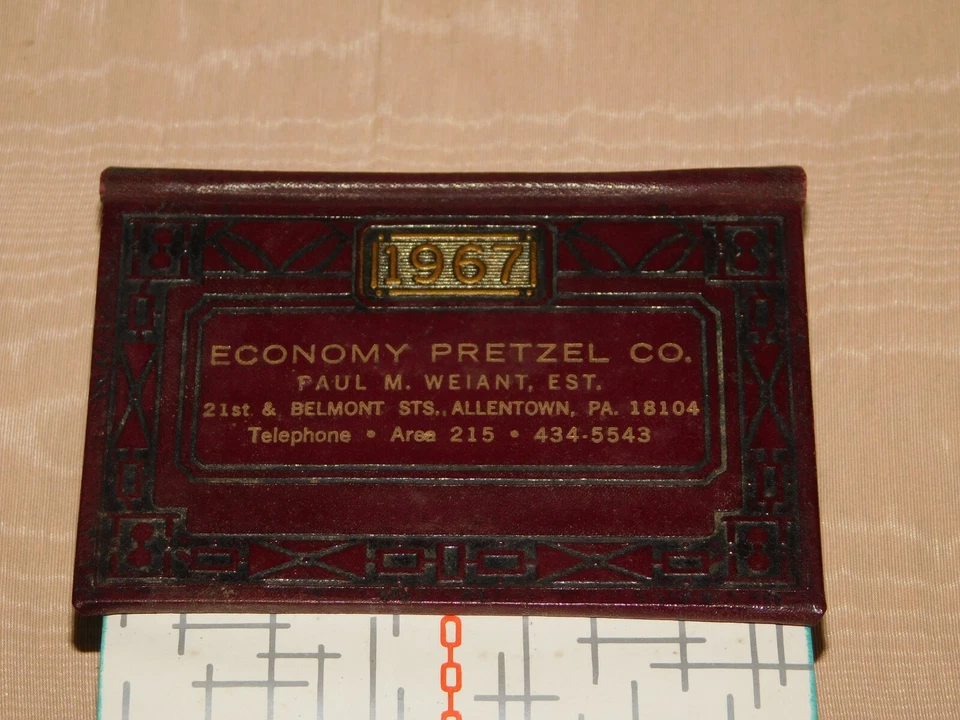 1967
ECONOMY PRETZEL CO.
PAUL M. WEIANT, EST.
21st & BELMONT STS., ALLENTOWN, PA. 18104
Telephone • Area 215 • 434-5543